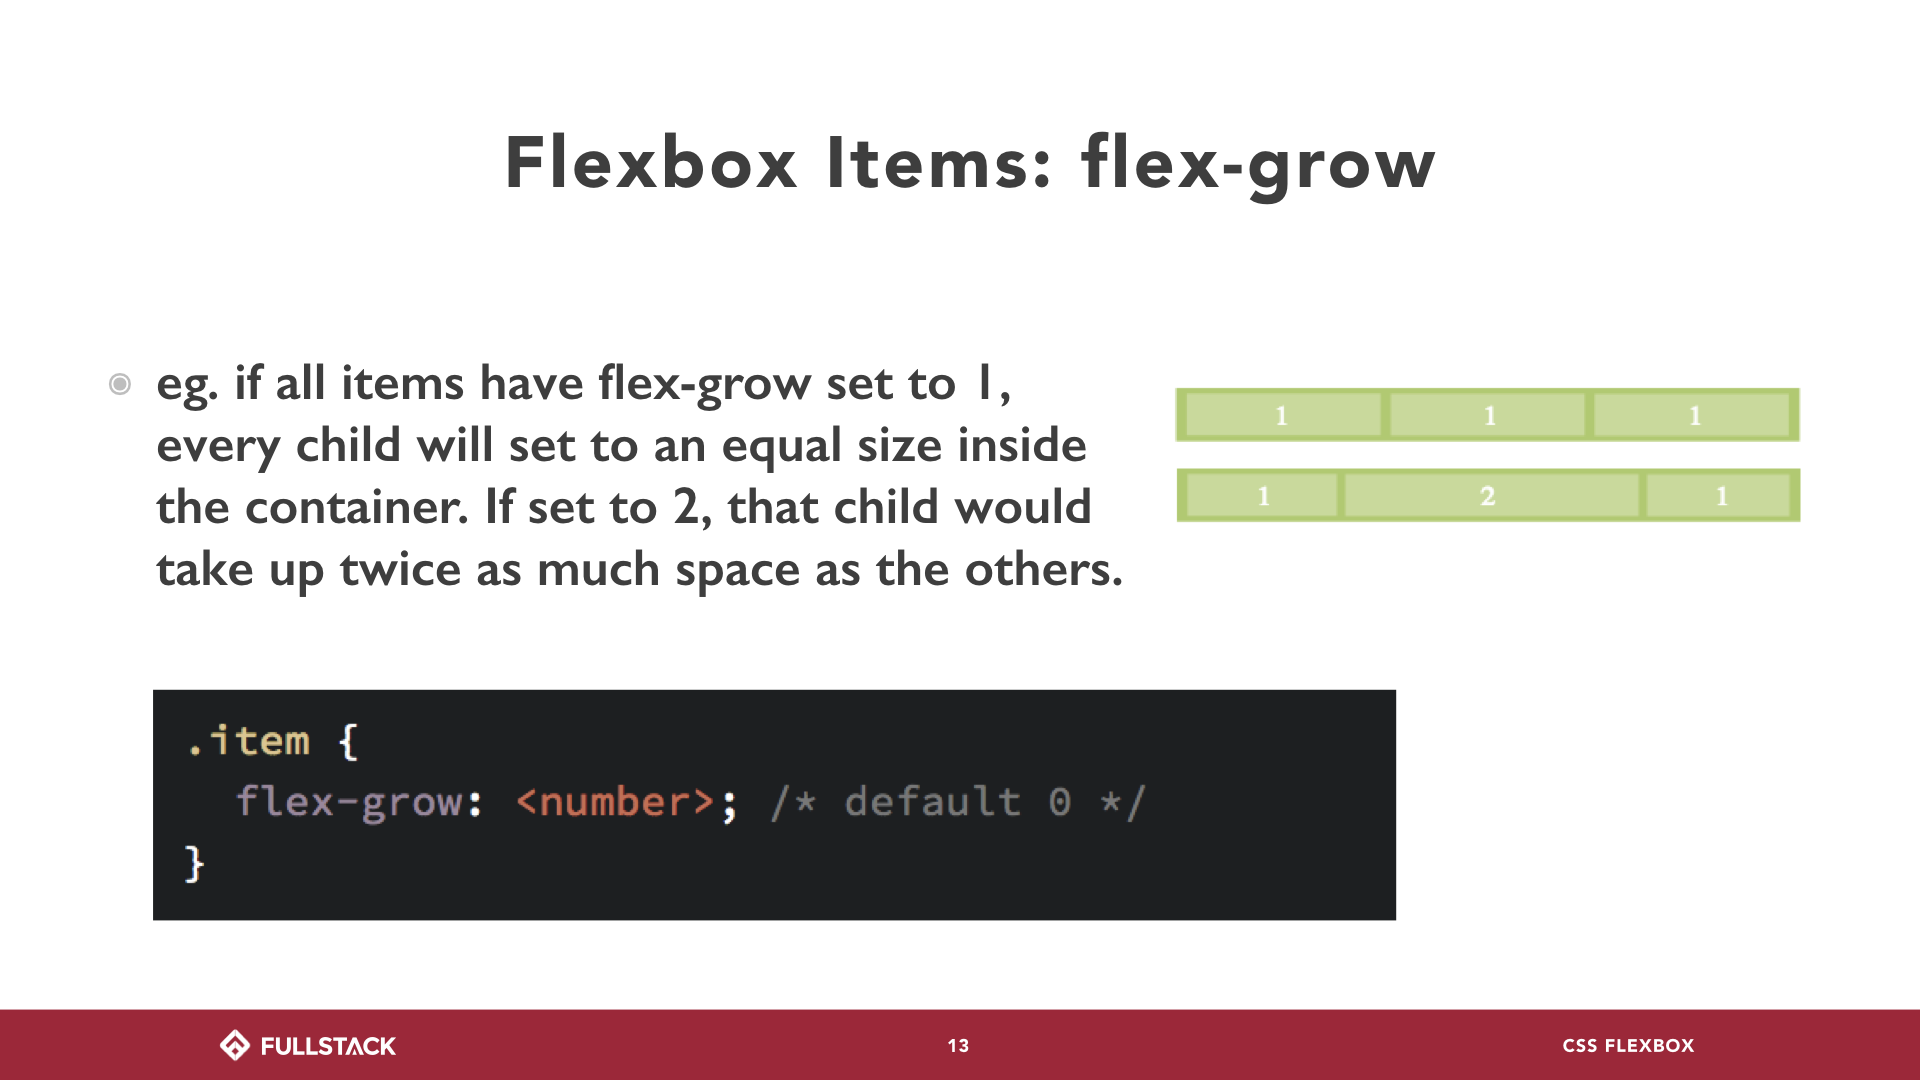 Flexbox Items: flex-grow
eg. if all items have flex-grow set to 1,
every child will set to an equal size inside
the container. If set to 2, that child would
take up twice as much space as the others.
1 1 1
1 2 1
.item {
  flex-grow: <number>; /* default 0 */
}
FULLSTACK
13
CSS FLEXBOX